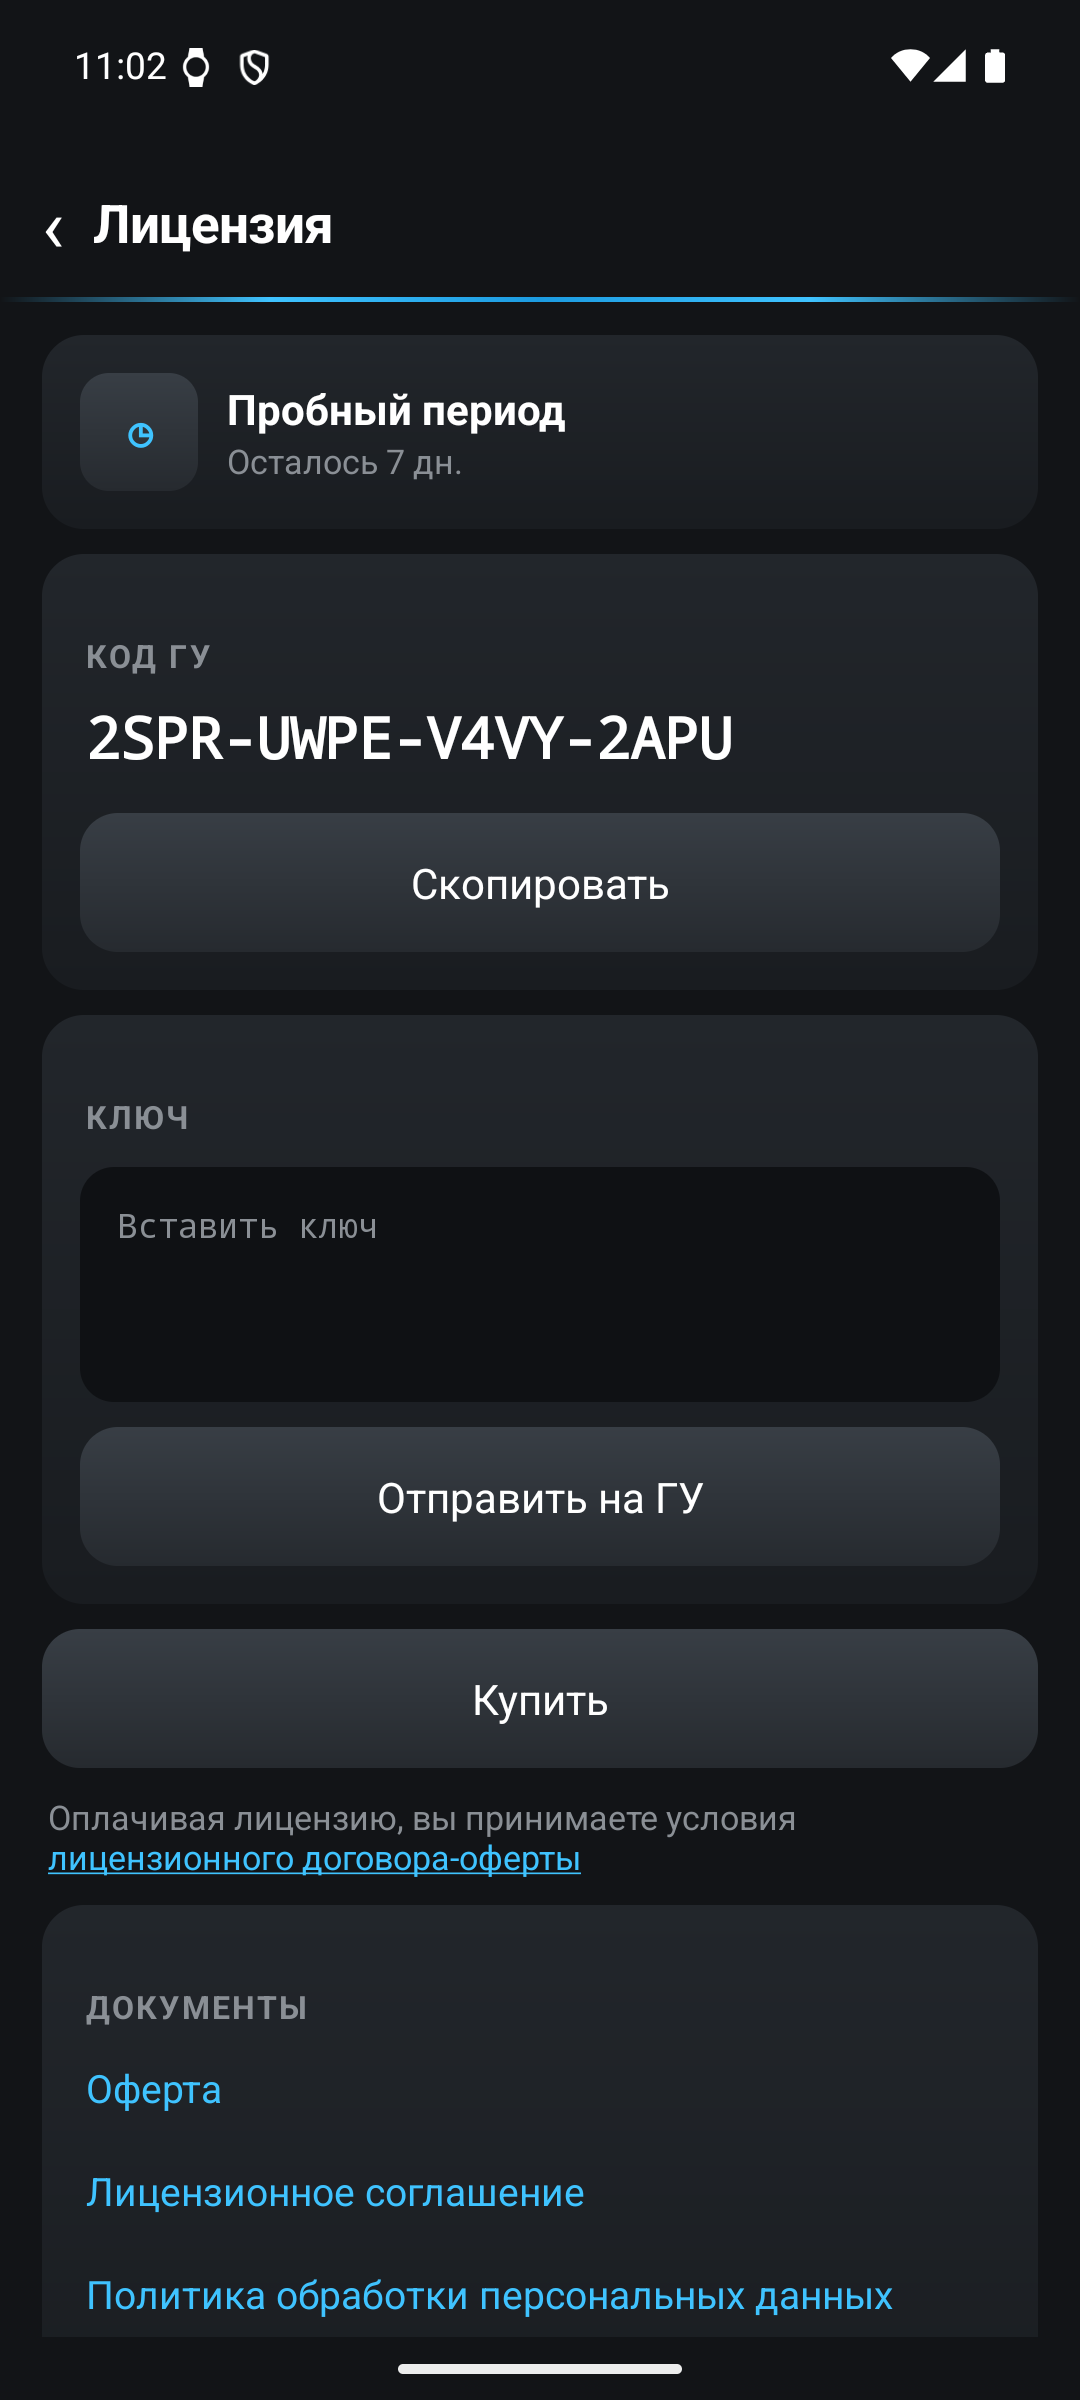 11:02
‹ Лицензия
Пробный период
Осталось 7 дн.
КОД ГУ
2SPR-UWPE-V4VY-2APU
Скопировать
КЛЮЧ
Вставить ключ
Отправить на ГУ
Купить
Оплачивая лицензию, вы принимаете условия
лицензионного договора-оферты
ДОКУМЕНТЫ
Оферта
Лицензионное соглашение
Политика обработки персональных данных